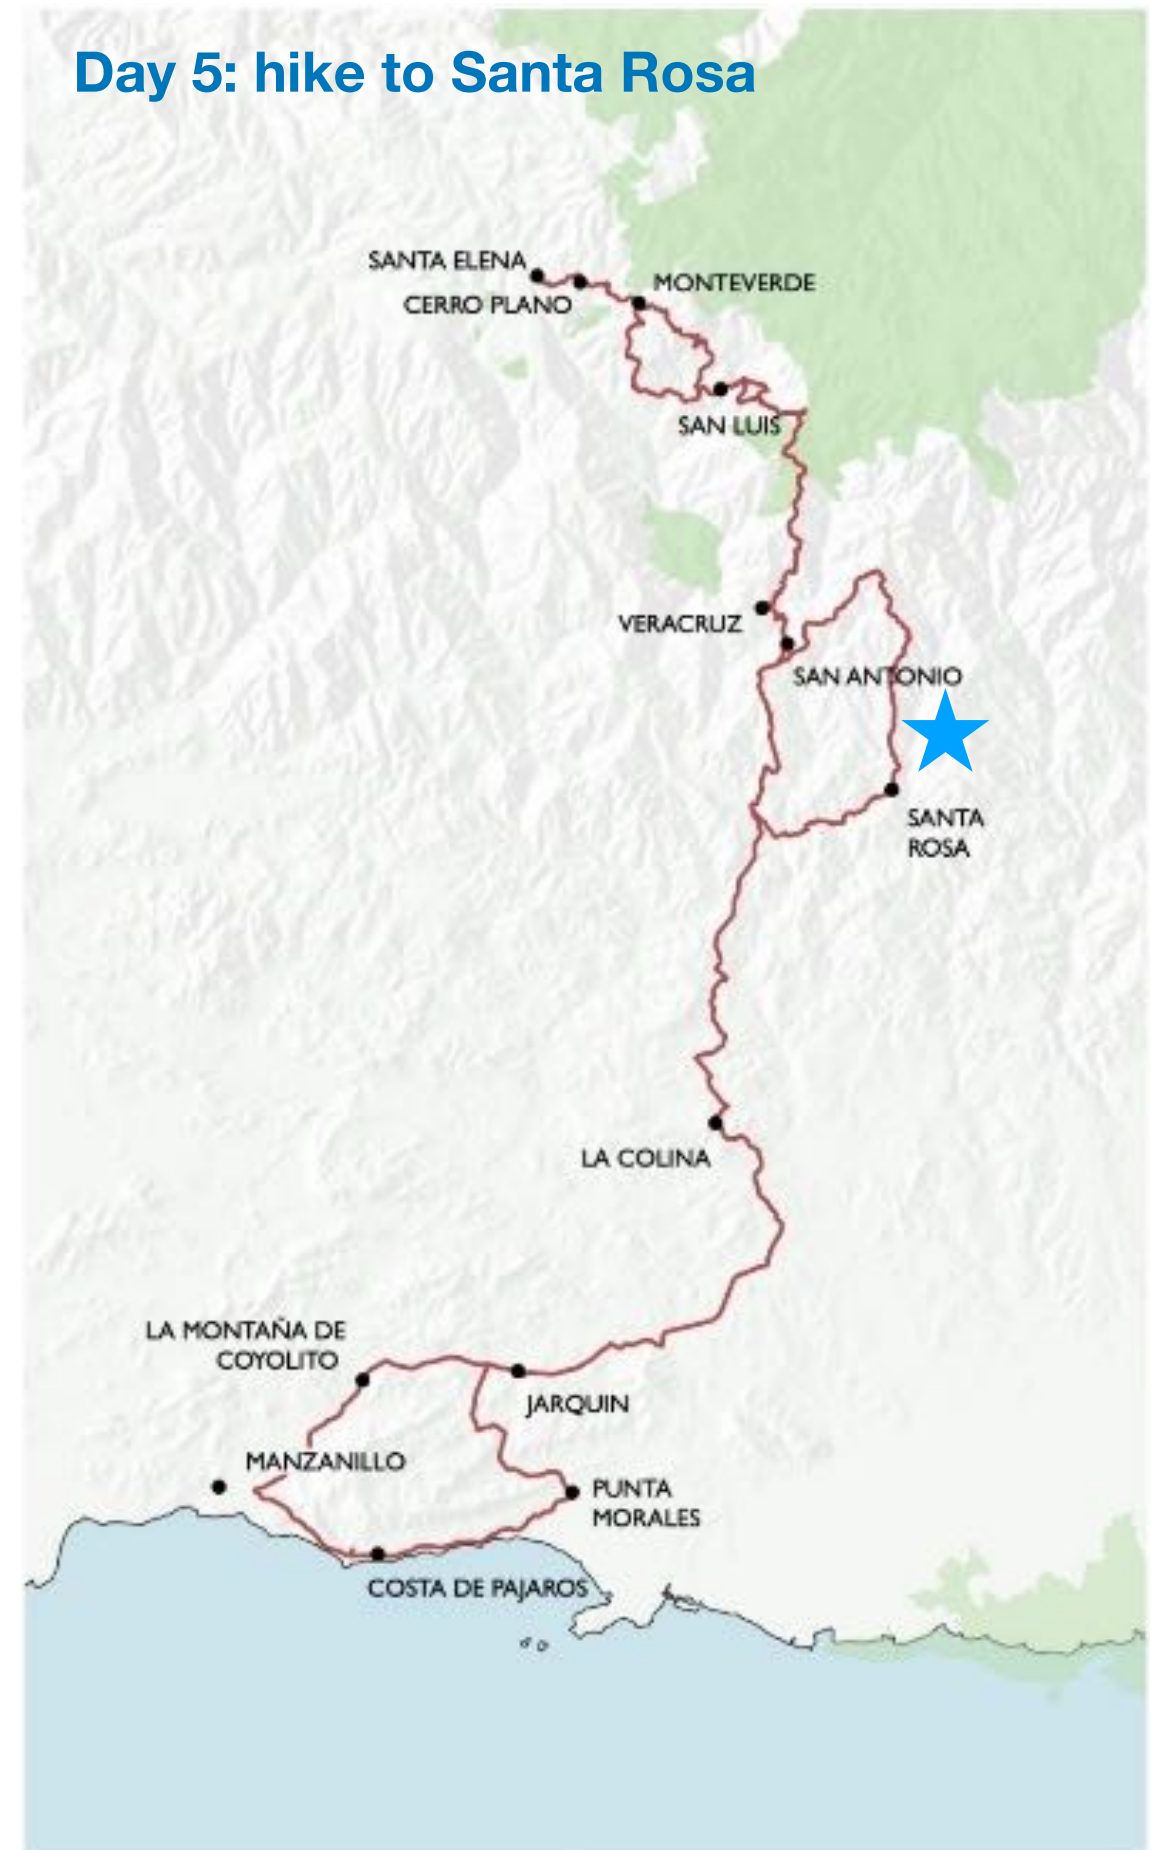 Day 5: hike to Santa Rosa
SANTA ELENA
MONTEVERDE
CERRO PLANO
SAN LUIS
VERACRUZ
SAN ANTONIO
SANTA
ROSA
LA COLINA
LA MONTAÑA DE
COYOLITO
JARQUIN
MANZANILLO
PUNTA
MORALES
COSTA DE PAJAROS